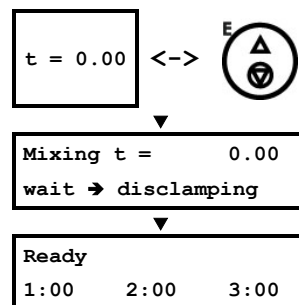 t = 0.00 <-> E
Mixing t = 0.00
wait ➔ disclamping
Ready
1:00 2:00 3:00